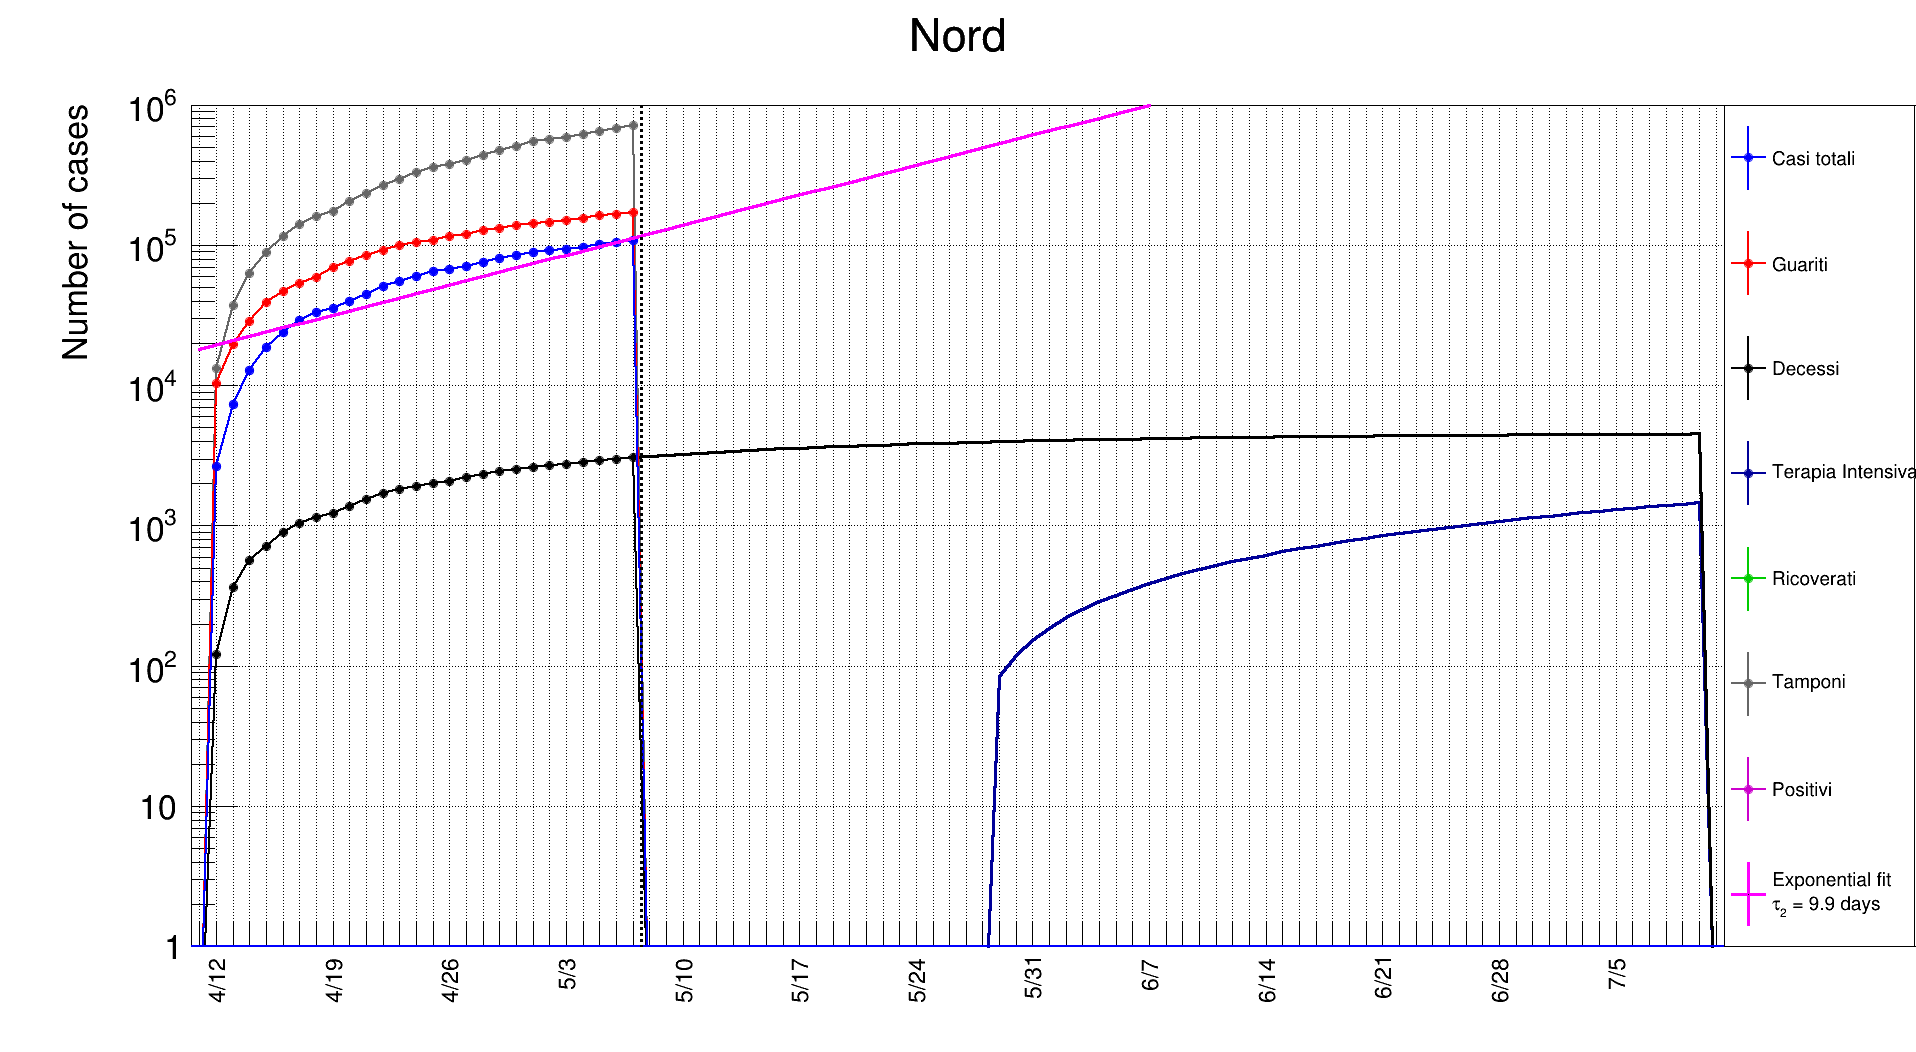 Nord
Number of cases
10^6
10^5
10^4
10^3
10^2
10
1
4/12
4/19
4/26
5/3
5/10
5/17
5/24
5/31
6/7
6/14
6/21
6/28
7/5
Casi totali
Guariti
Decessi
Terapia Intensiva
Ricoverati
Tamponi
Positivi
Exponential fit
τ₂ = 9.9 days